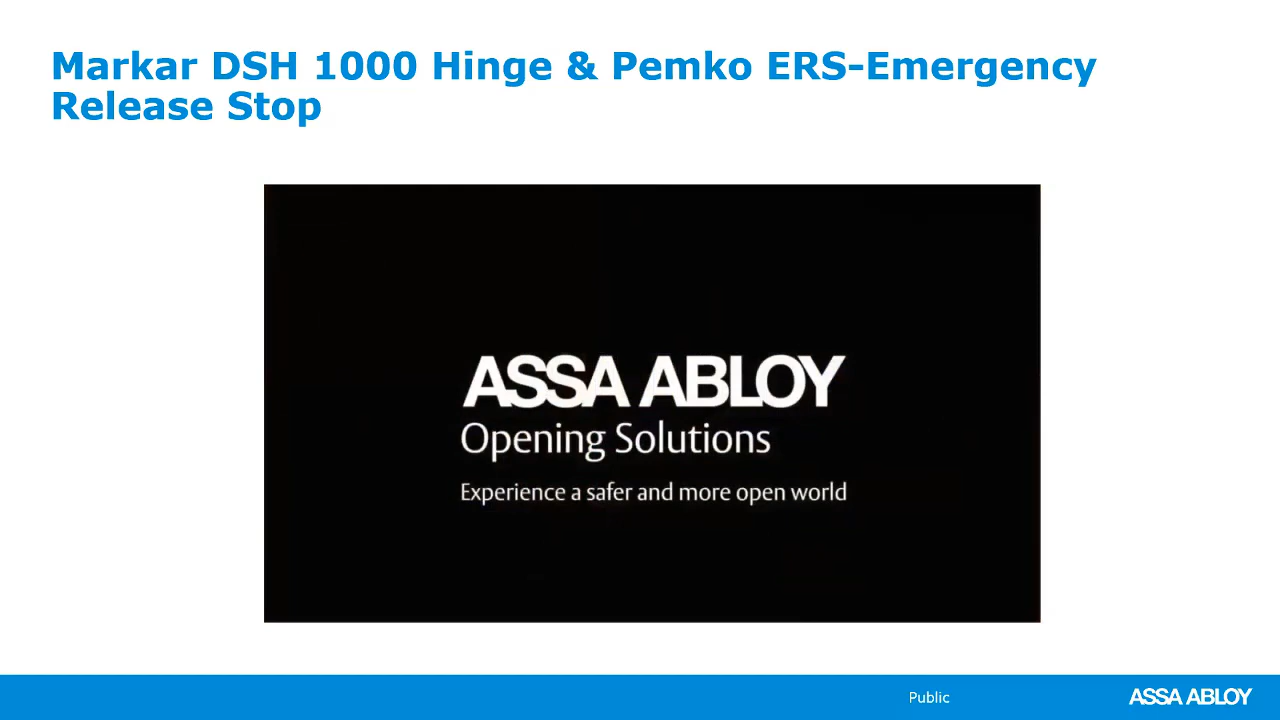 Markar DSH 1000 Hinge & Pemko ERS-Emergency
Release Stop
ASSA ABLOY
Opening Solutions
Experience a safer and more open world
Public
ASSA ABLOY